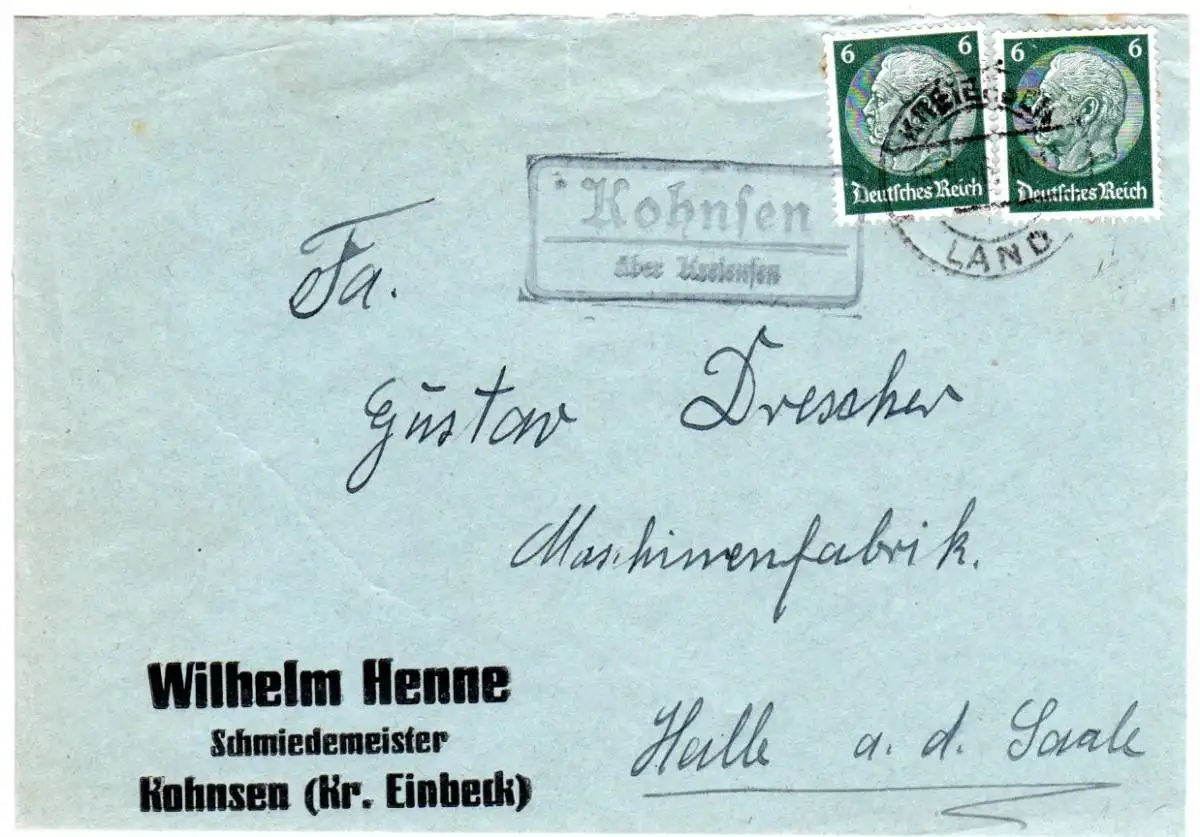 6 6 6 6
Deutsches Reich Deutsches Reich
KREIENSEN
LAND
Kohnsen
über Kreiensen
Fa.
Gustav Drescher
Maschinenfabrik.
Halle a. d. Saale
Wilhelm Henne
Schmiedemeister
Kohnsen (Kr. Einbeck)